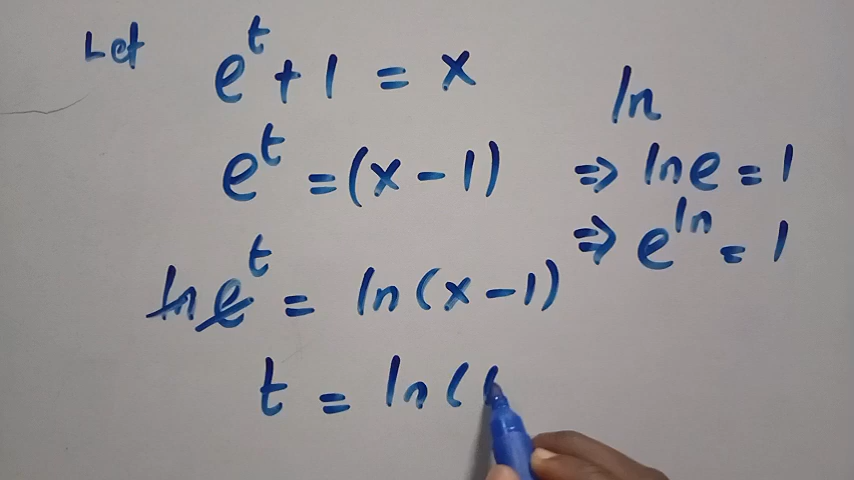 Let e^t + 1 = x
e^t = (x - 1)
ln e^t = ln(x - 1)
t = ln(
ln
⇒ ln e = 1
⇒ e^ln = 1